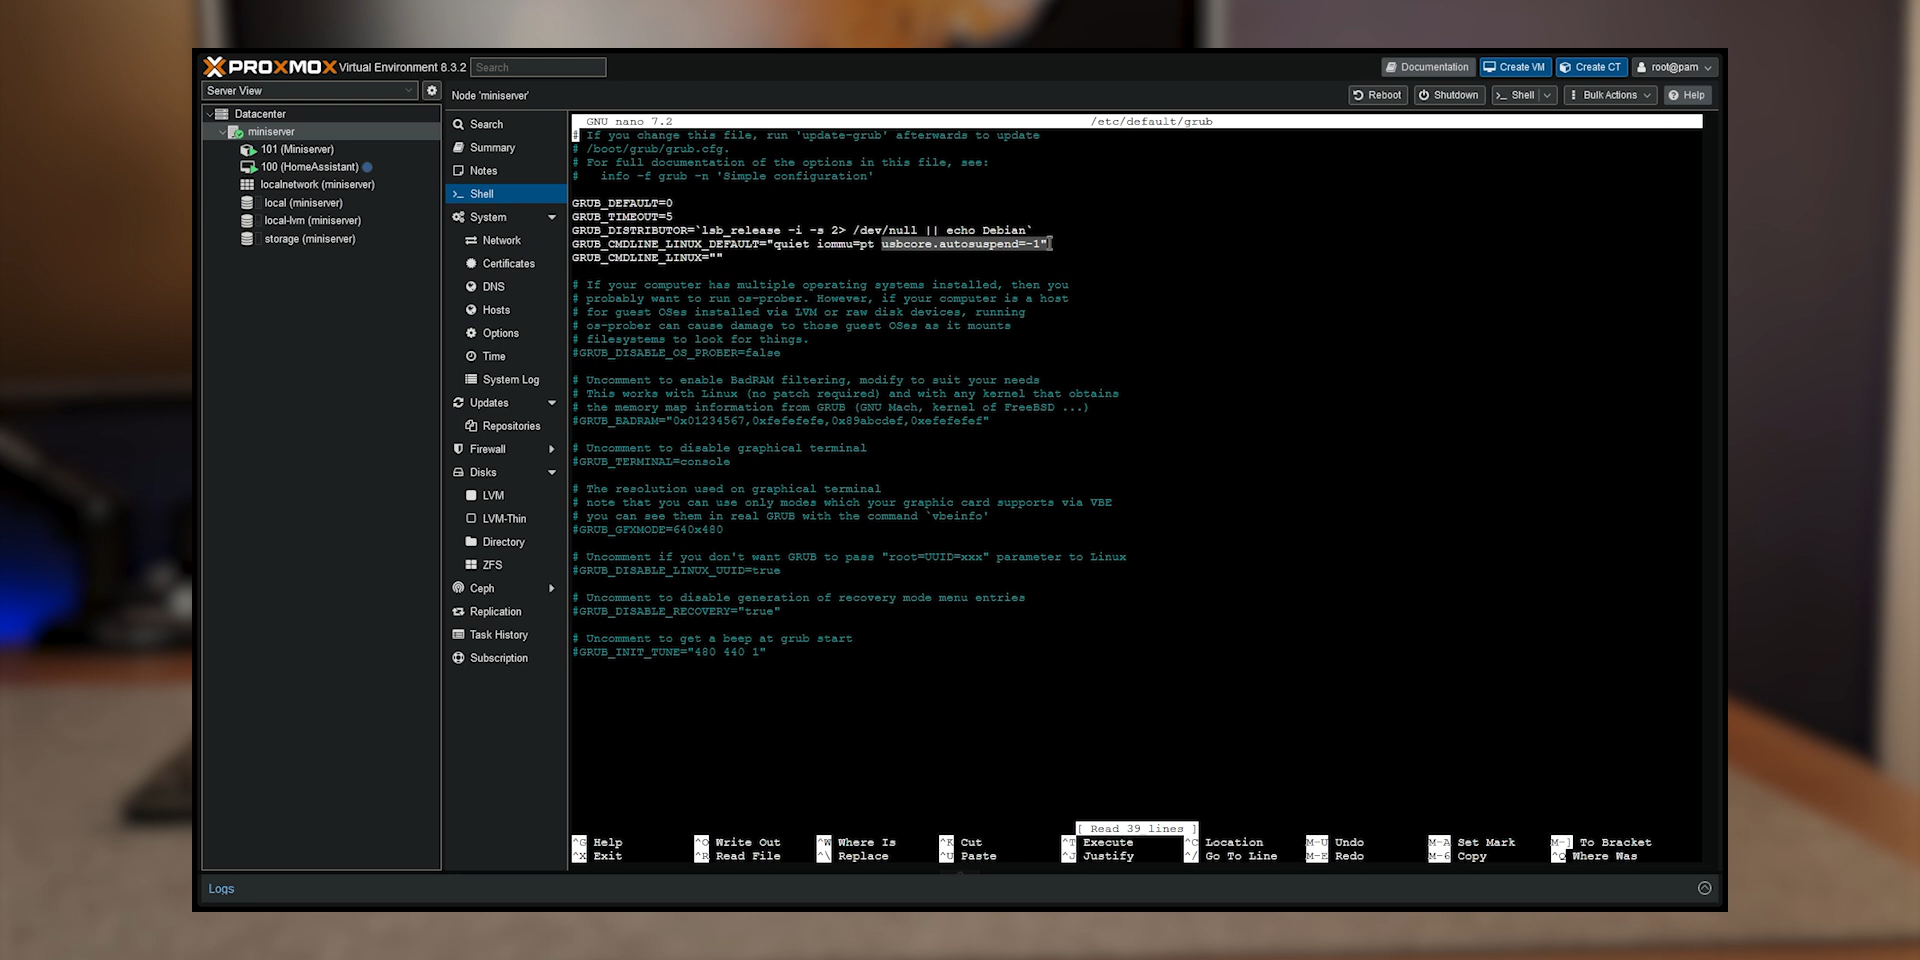 PROXMOX Virtual Environment 8.3.2 Search
Documentation Create VM Create CT root@pam
Server View
Node 'miniserver'
Reboot Shutdown Shell Bulk Actions Help
Datacenter
miniserver
101 (Miniserver)
100 (HomeAssistant)
localnetwork (miniserver)
local (miniserver)
local-lvm (miniserver)
storage (miniserver)
Search
Summary
Notes
Shell
System
Network
Certificates
DNS
Hosts
Options
Time
System Log
Updates
Repositories
Firewall
Disks
LVM
LVM-Thin
Directory
ZFS
Ceph
Replication
Task History
Subscription
GNU nano 7.2 /etc/default/grub
# If you change this file, run 'update-grub' afterwards to update
# /boot/grub/grub.cfg.
# For full documentation of the options in this file, see:
#   info -f grub -n 'Simple configuration'
GRUB_DEFAULT=0
GRUB_TIMEOUT=5
GRUB_DISTRIBUTOR=`lsb_release -i -s 2> /dev/null || echo Debian`
GRUB_CMDLINE_LINUX_DEFAULT="quiet iommu=pt usbcore.autosuspend=-1"
GRUB_CMDLINE_LINUX=""
# If your computer has multiple operating systems installed, then you
# probably want to run os-prober. However, if your computer is a host
# for guest OSes installed via LVM or raw disk devices, running
# os-prober can cause damage to those guest OSes as it mounts
# filesystems to look for things.
#GRUB_DISABLE_OS_PROBER=false
# Uncomment to enable BadRAM filtering, modify to suit your needs
# This works with Linux (no patch required) and with any kernel that obtains
# the memory map information from GRUB (GNU Mach, kernel of FreeBSD ...)
#GRUB_BADRAM="0x01234567,0xfefefefe,0x89abcdef,0xefefefef"
# Uncomment to disable graphical terminal
#GRUB_TERMINAL=console
# The resolution used on graphical terminal
# note that you can use only modes which your graphic card supports via VBE
# you can see them in real GRUB with the command `vbeinfo'
#GRUB_GFXMODE=640x480
# Uncomment if you don't want GRUB to pass "root=UUID=xxx" parameter to Linux
#GRUB_DISABLE_LINUX_UUID=true
# Uncomment to disable generation of recovery mode menu entries
#GRUB_DISABLE_RECOVERY="true"
# Uncomment to get a beep at grub start
#GRUB_INIT_TUNE="480 440 1"
[ Read 39 lines ]
^G Help ^O Write Out ^W Where Is ^K Cut ^T Execute ^C Location M-U Undo M-A Set Mark M-] To Bracket
^X Exit ^R Read File ^\ Replace ^U Paste ^J Justify ^/ Go To Line M-E Redo M-6 Copy ^Q Where Was
Logs